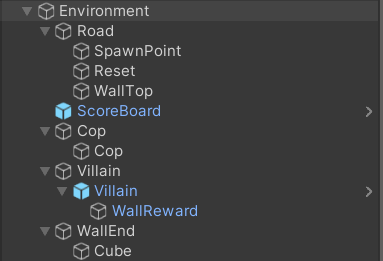 Environment
Road
SpawnPoint
Reset
WallTop
ScoreBoard
Cop
Cop
Villain
Villain
WallReward
WallEnd
Cube